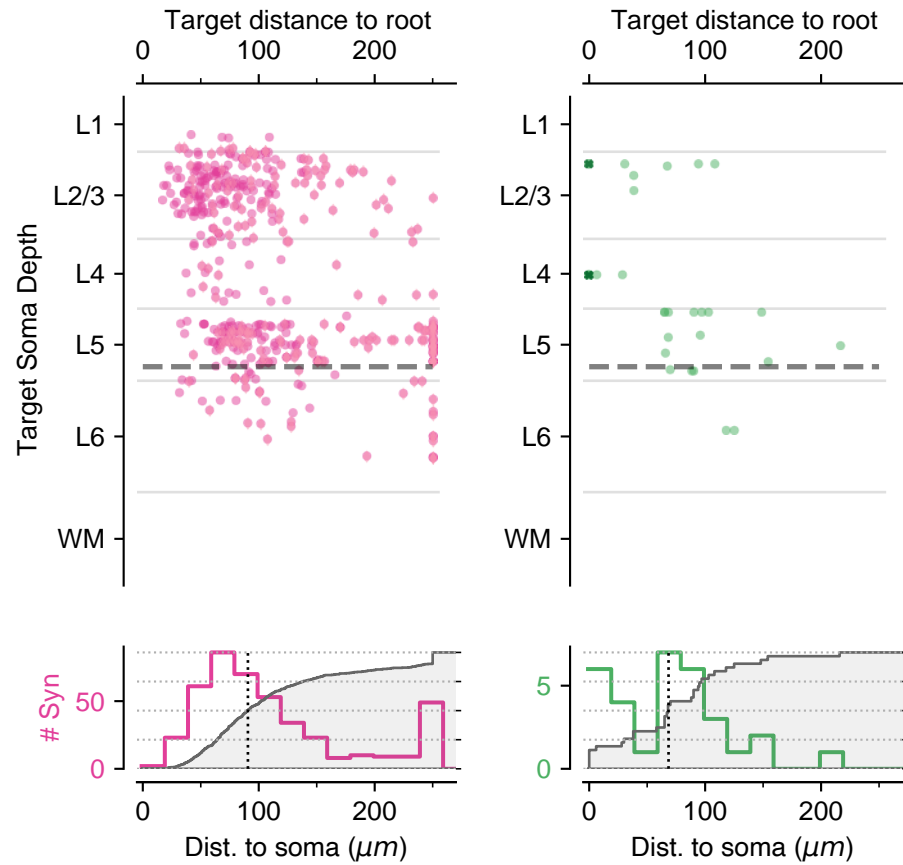 Target distance to root
Target distance to root
0 100 200
0 100 200
Target Soma Depth
L1
L2/3
L4
L5
L6
WM
L1
L2/3
L4
L5
L6
WM
# Syn
50
0
5
0
0 100 200
0 100 200
Dist. to soma (μm)
Dist. to soma (μm)